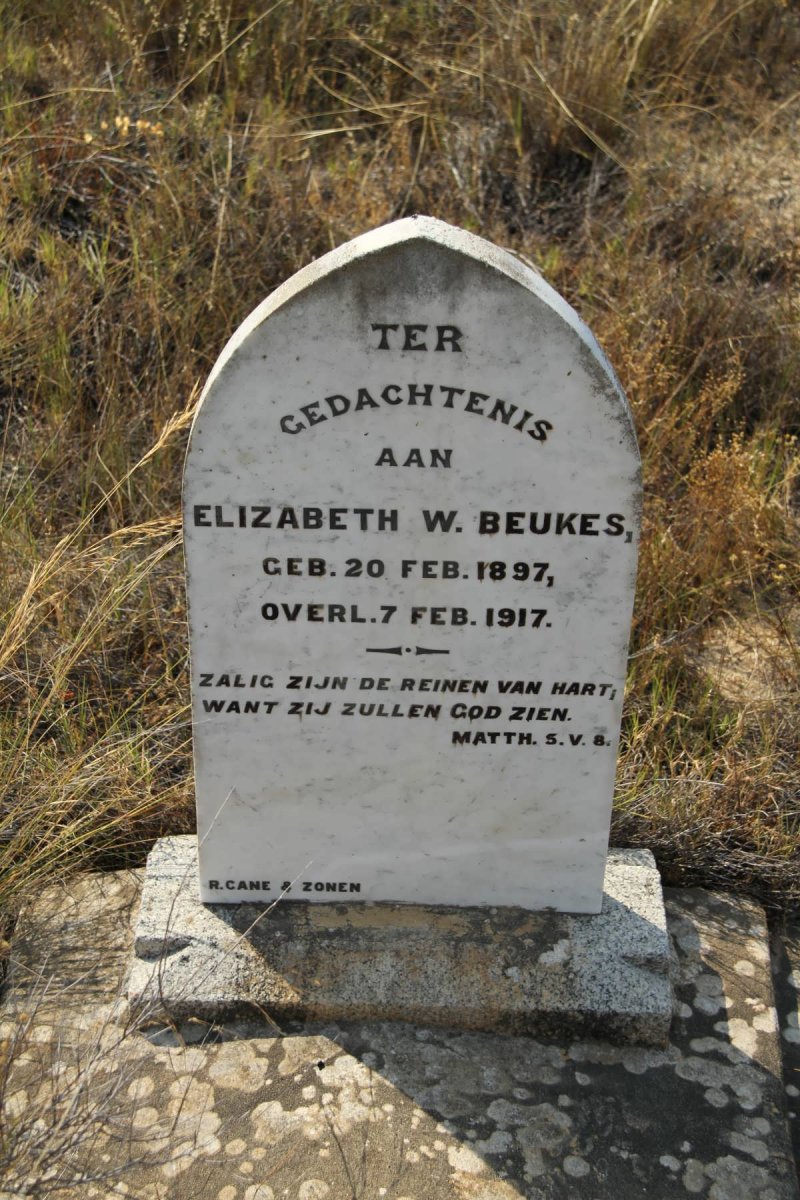 TER
GEDACHTENIS
AAN
ELIZABETH W. BEUKES,
GEB. 20 FEB. 1897,
OVERL. 7 FEB. 1917.
ZALIG ZIJN DE REINEN VAN HART;
WANT ZIJ ZULLEN GOD ZIEN.
MATTH. 5. V. 8.
R. CANE & ZONEN